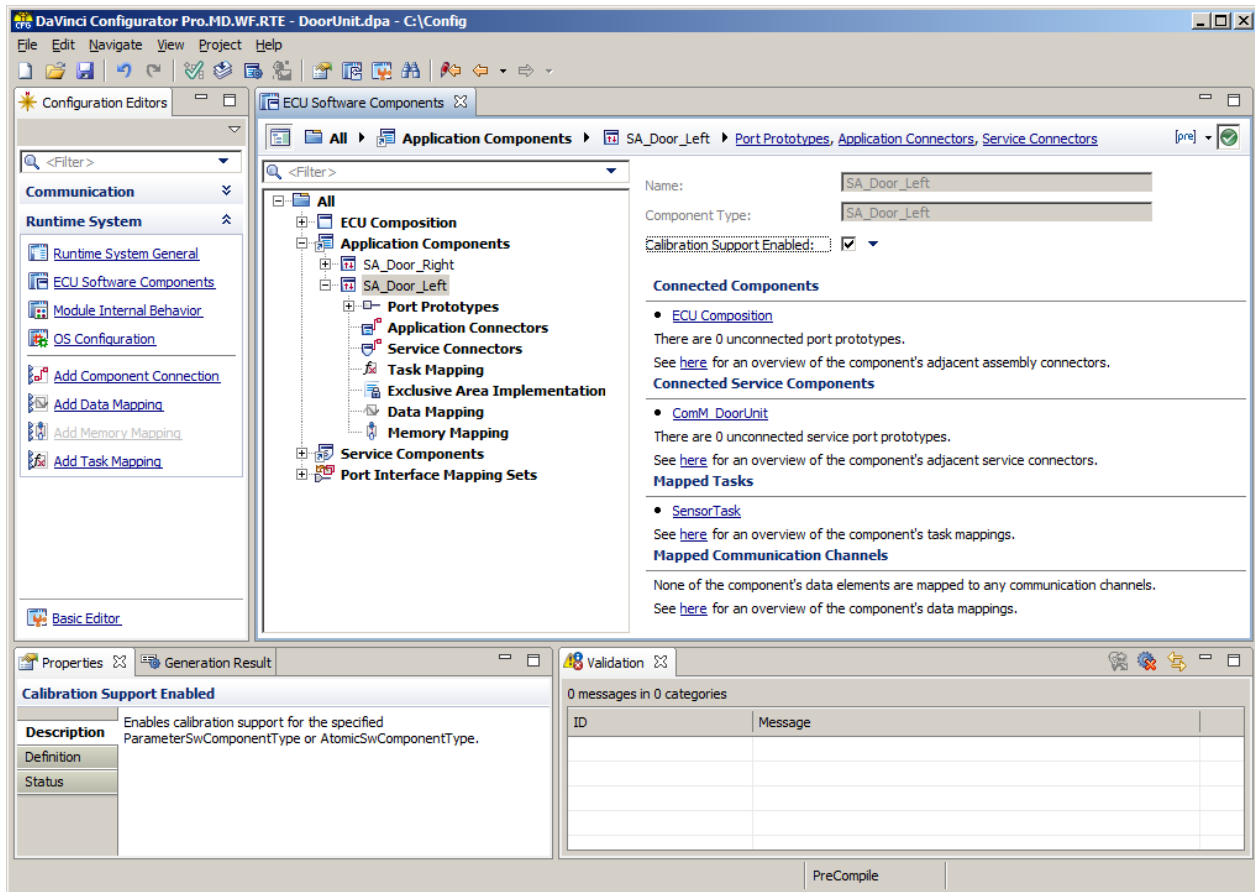 DaVinci Configurator Pro.MD.WF.RTE - DoorUnit.dpa - C:\Config
File Edit Navigate View Project Help
Configuration Editors
<Filter>
Communication
Runtime System
Runtime System General
ECU Software Components
Module Internal Behavior
OS Configuration
Add Component Connection
Add Data Mapping
Add Memory Mapping
Add Task Mapping
Basic Editor
ECU Software Components
All Application Components SA_Door_Left Port Prototypes, Application Connectors, Service Connectors [pre]
<Filter>
All
ECU Composition
Application Components
SA_Door_Right
SA_Door_Left
Port Prototypes
Application Connectors
Service Connectors
Task Mapping
Exclusive Area Implementation
Data Mapping
Memory Mapping
Service Components
Port Interface Mapping Sets
Name: SA_Door_Left
Component Type: SA_Door_Left
Calibration Support Enabled:
Connected Components
• ECU Composition
There are 0 unconnected port prototypes.
See here for an overview of the component's adjacent assembly connectors.
Connected Service Components
• ComM_DoorUnit
There are 0 unconnected service port prototypes.
See here for an overview of the component's adjacent service connectors.
Mapped Tasks
• SensorTask
See here for an overview of the component's task mappings.
Mapped Communication Channels
None of the component's data elements are mapped to any communication channels.
See here for an overview of the component's data mappings.
Properties Generation Result
Calibration Support Enabled
Description
Definition
Status
Enables calibration support for the specified
ParameterSwComponentType or AtomicSwComponentType.
Validation
0 messages in 0 categories
ID Message
PreCompile